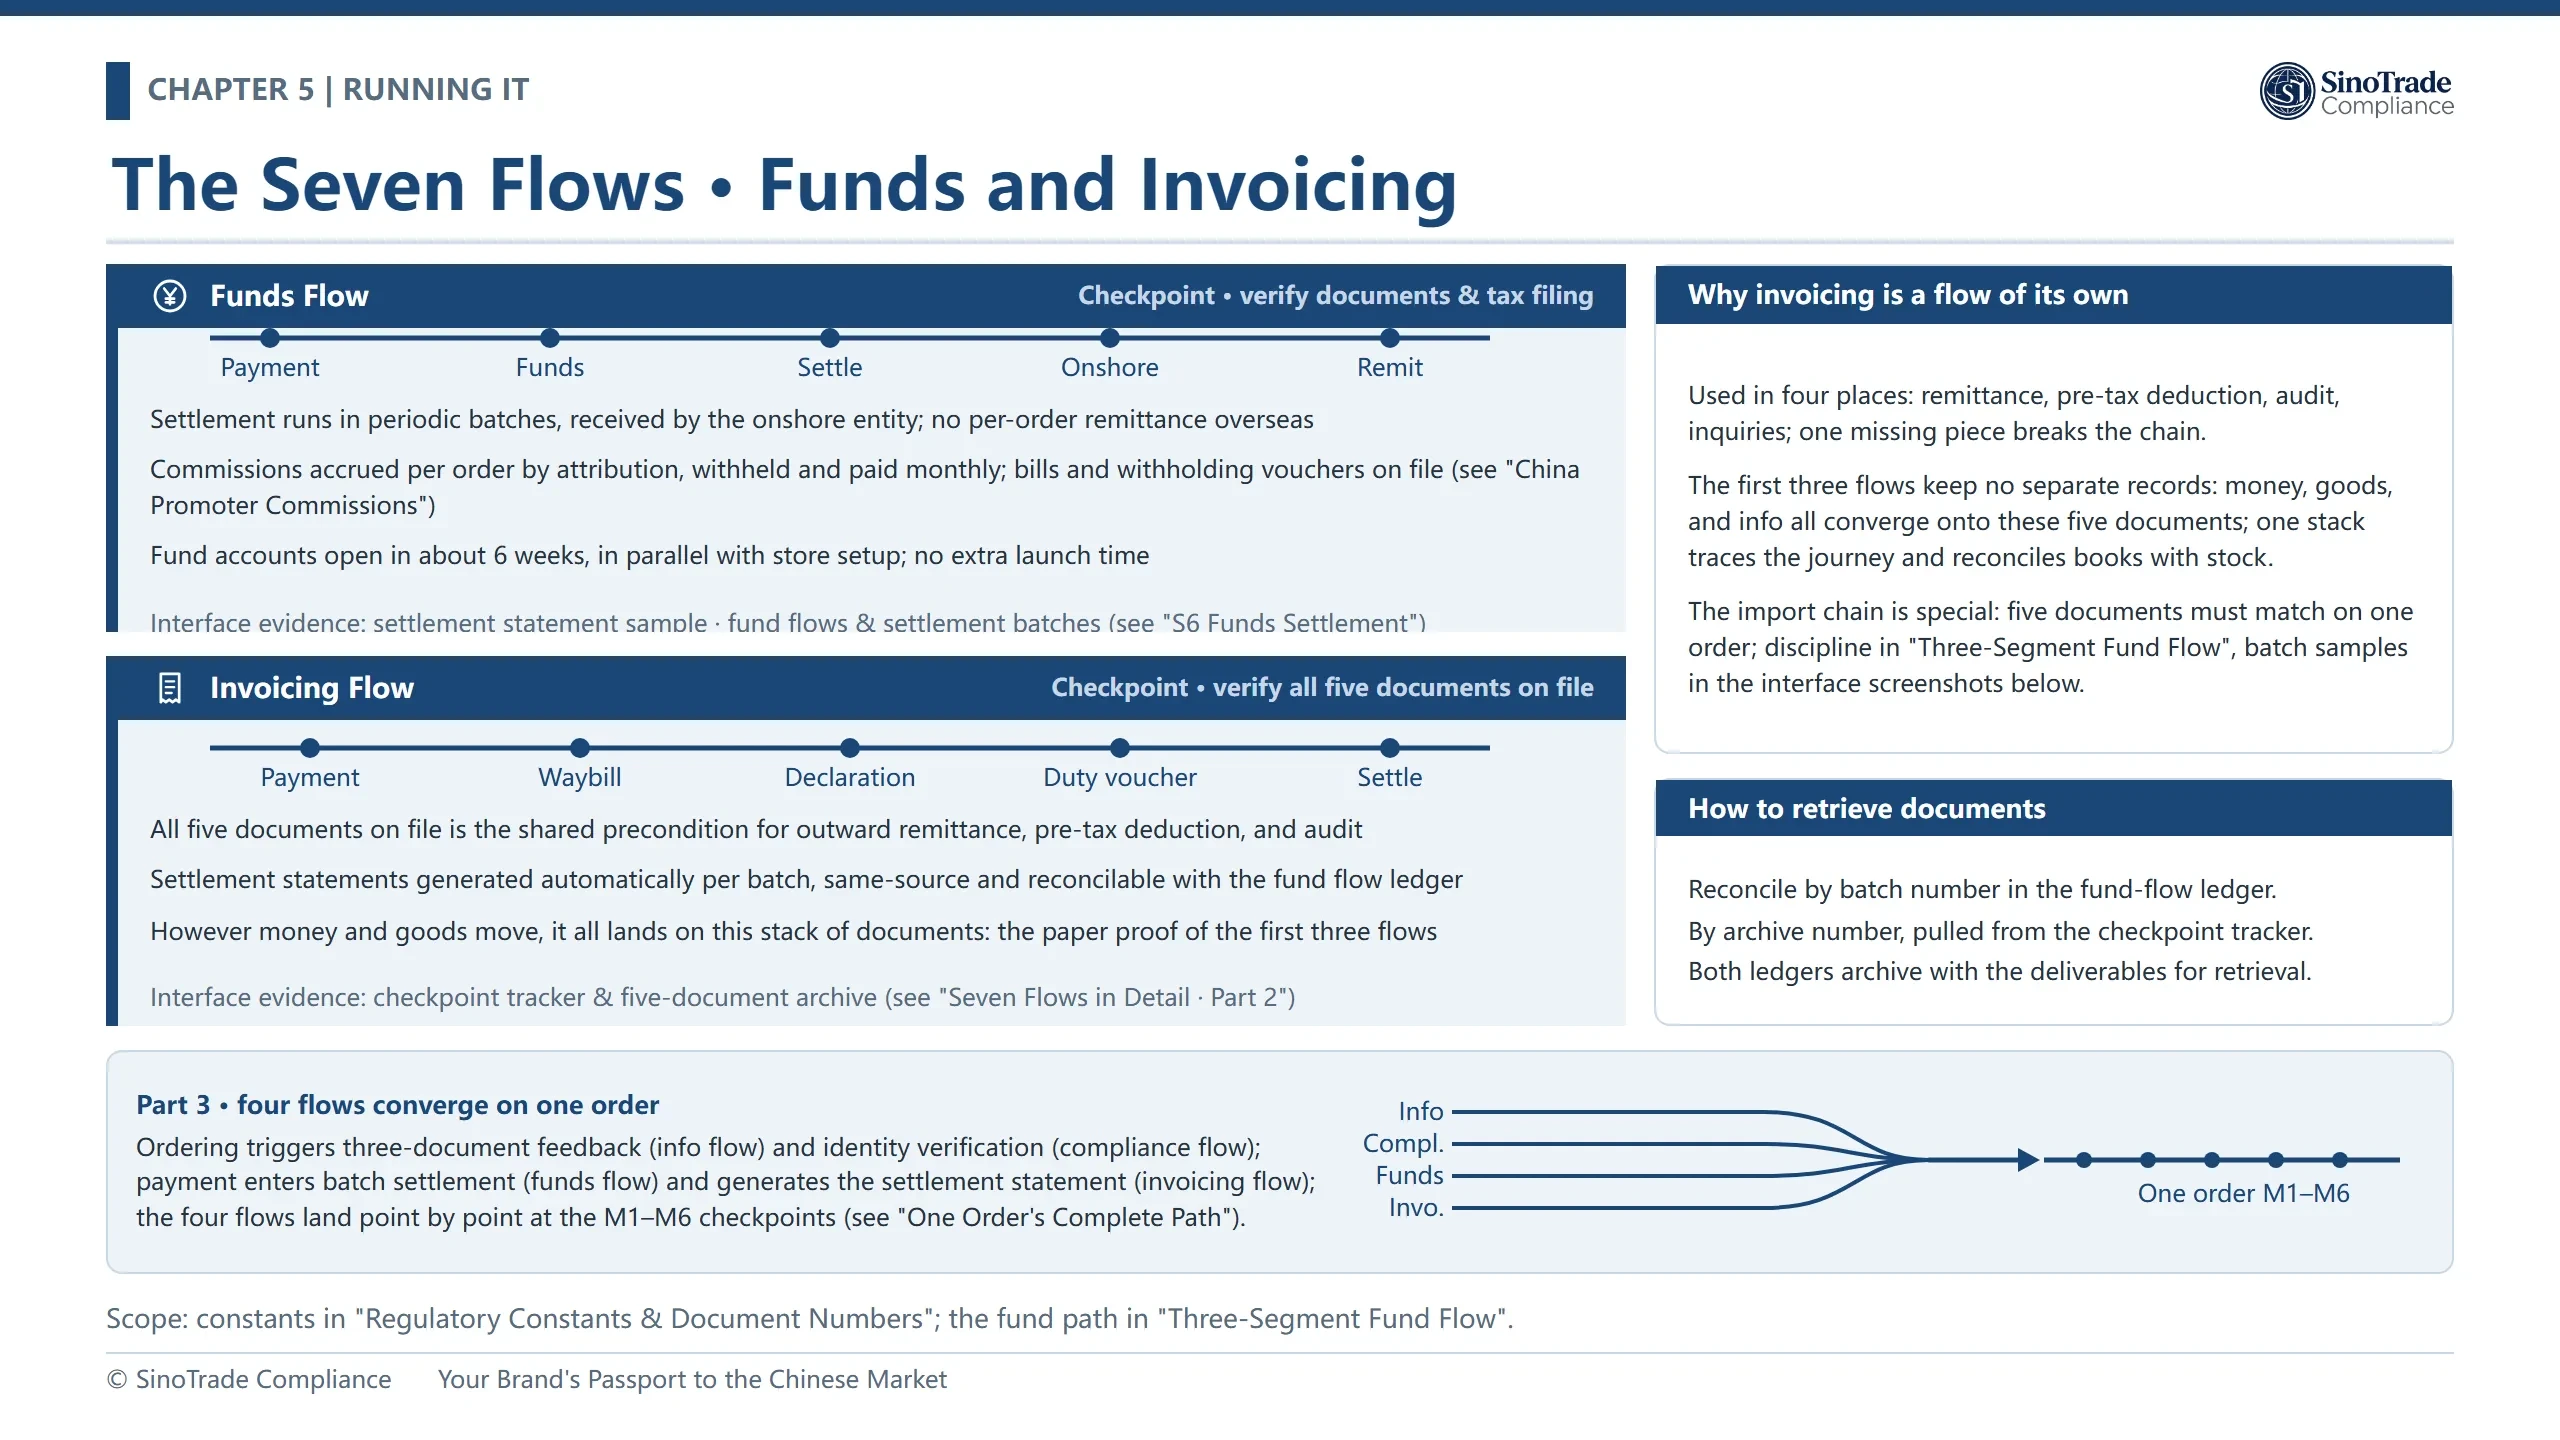 CHAPTER 5 | RUNNING IT
SinoTrade
Compliance
The Seven Flows • Funds and Invoicing
Funds Flow
Checkpoint • verify documents & tax filing
Payment
Funds
Settle
Onshore
Remit
Settlement runs in periodic batches, received by the onshore entity; no per-order remittance overseas
Commissions accrued per order by attribution, withheld and paid monthly; bills and withholding vouchers on file (see "China
Promoter Commissions")
Fund accounts open in about 6 weeks, in parallel with store setup; no extra launch time
Interface evidence: settlement statement sample · fund flows & settlement batches (see "S6 Funds Settlement")
Invoicing Flow
Checkpoint • verify all five documents on file
Payment
Waybill
Declaration
Duty voucher
Settle
All five documents on file is the shared precondition for outward remittance, pre-tax deduction, and audit
Settlement statements generated automatically per batch, same-source and reconcilable with the fund flow ledger
However money and goods move, it all lands on this stack of documents: the paper proof of the first three flows
Interface evidence: checkpoint tracker & five-document archive (see "Seven Flows in Detail · Part 2")
Why invoicing is a flow of its own
Used in four places: remittance, pre-tax deduction, audit,
inquiries; one missing piece breaks the chain.
The first three flows keep no separate records: money, goods,
and info all converge onto these five documents; one stack
traces the journey and reconciles books with stock.
The import chain is special: five documents must match on one
order; discipline in "Three-Segment Fund Flow", batch samples
in the interface screenshots below.
How to retrieve documents
Reconcile by batch number in the fund-flow ledger.
By archive number, pulled from the checkpoint tracker.
Both ledgers archive with the deliverables for retrieval.
Part 3 • four flows converge on one order
Ordering triggers three-document feedback (info flow) and identity verification (compliance flow);
payment enters batch settlement (funds flow) and generates the settlement statement (invoicing flow);
the four flows land point by point at the M1–M6 checkpoints (see "One Order's Complete Path").
Info
Compl.
Funds
Invo.
One order M1–M6
Scope: constants in "Regulatory Constants & Document Numbers"; the fund path in "Three-Segment Fund Flow".
© SinoTrade Compliance
Your Brand's Passport to the Chinese Market